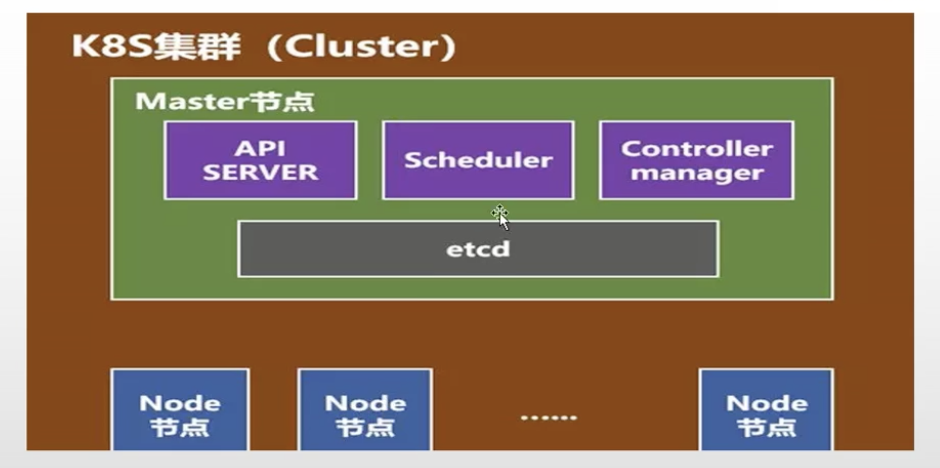 K8S集群（Cluster）
Master节点
API
SERVER
Scheduler
Controller
manager
etcd
Node
节点
Node
节点
......
Node
节点